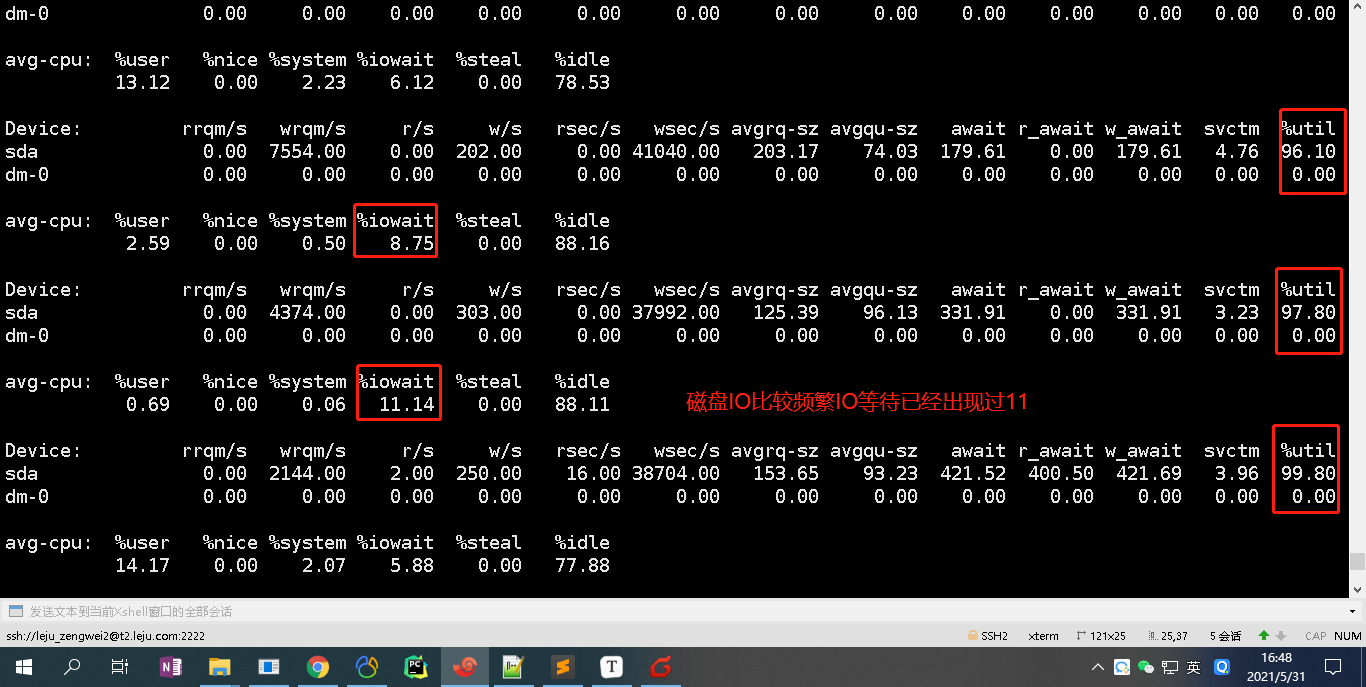 dm-0 0.00 0.00 0.00 0.00 0.00 0.00 0.00 0.00 0.00 0.00 0.00 0.00 0.00
avg-cpu: %user %nice %system %iowait %steal %idle
13.12 0.00 2.23 6.12 0.00 78.53
Device: rrqm/s wrqm/s r/s w/s rsec/s wsec/s avgrq-sz avgqu-sz await r_await w_await svctm %util
sda 0.00 7554.00 0.00 202.00 0.00 41040.00 203.17 74.03 179.61 0.00 179.61 4.76 96.10
dm-0 0.00 0.00 0.00 0.00 0.00 0.00 0.00 0.00 0.00 0.00 0.00 0.00 0.00
avg-cpu: %user %nice %system %iowait %steal %idle
2.59 0.00 0.50 8.75 0.00 88.16
Device: rrqm/s wrqm/s r/s w/s rsec/s wsec/s avgrq-sz avgqu-sz await r_await w_await svctm %util
sda 0.00 4374.00 0.00 303.00 0.00 37992.00 125.39 96.13 331.91 0.00 331.91 3.23 97.80
dm-0 0.00 0.00 0.00 0.00 0.00 0.00 0.00 0.00 0.00 0.00 0.00 0.00 0.00
avg-cpu: %user %nice %system %iowait %steal %idle
0.69 0.00 0.06 11.14 0.00 88.11 磁盘IO比较频繁IO等待已经出现过11
Device: rrqm/s wrqm/s r/s w/s rsec/s wsec/s avgrq-sz avgqu-sz await r_await w_await svctm %util
sda 0.00 2144.00 2.00 250.00 16.00 38704.00 153.65 93.23 421.52 400.50 421.69 3.96 99.80
dm-0 0.00 0.00 0.00 0.00 0.00 0.00 0.00 0.00 0.00 0.00 0.00 0.00 0.00
avg-cpu: %user %nice %system %iowait %steal %idle
14.17 0.00 2.07 5.88 0.00 77.88
发送文本到当前Xshell窗口的全部会话
ssh://leju_zengwei2@t2.leju.com:2222 SSH2 xterm 121x25 25,37 5 会话 CAP NUM
英 16:48
2021/5/31